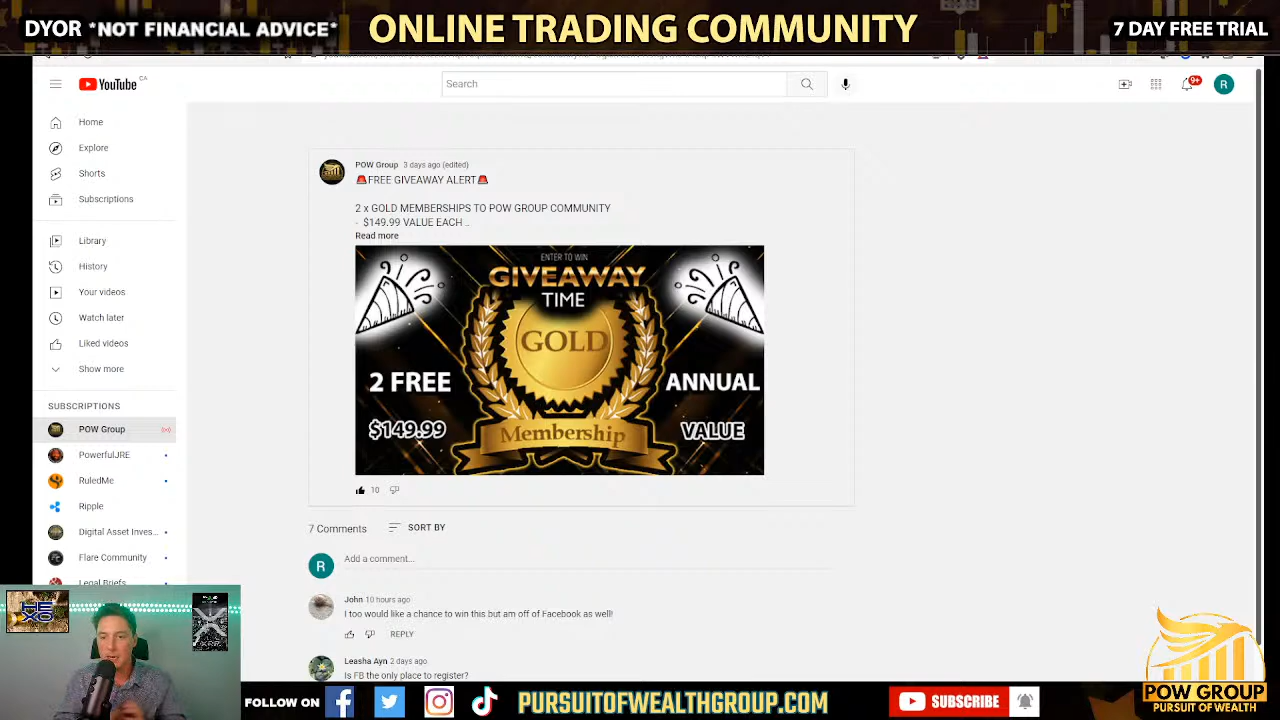 DYOR *NOT FINANCIAL ADVICE*
ONLINE TRADING COMMUNITY
7 DAY FREE TRIAL
YouTube CA
Search
9+
R
Home
Explore
Shorts
Subscriptions
Library
History
Your videos
Watch later
Liked videos
Show more
SUBSCRIPTIONS
POW Group
PowerfulJRE
RuledMe
Ripple
Digital Asset Inves...
Flare Community
Legal Briefs
POW Group 3 days ago (edited)
🚨FREE GIVEAWAY ALERT🚨
2 x GOLD MEMBERSHIPS TO POW GROUP COMMUNITY
- $149.99 VALUE EACH ..
Read more
ENTER TO WIN
GIVEAWAY
TIME
GOLD
2 FREE
ANNUAL
$149.99
Membership
VALUE
10
7 Comments
SORT BY
R
Add a comment...
John 10 hours ago
I too would like a chance to win this but am off of Facebook as well!
REPLY
Leasha Ayn 2 days ago
Is FB the only place to register?
HEXO
FOLLOW ON
PURSUITOFWEALTHGROUP.COM
SUBSCRIBE
POW GROUP
PURSUIT OF WEALTH